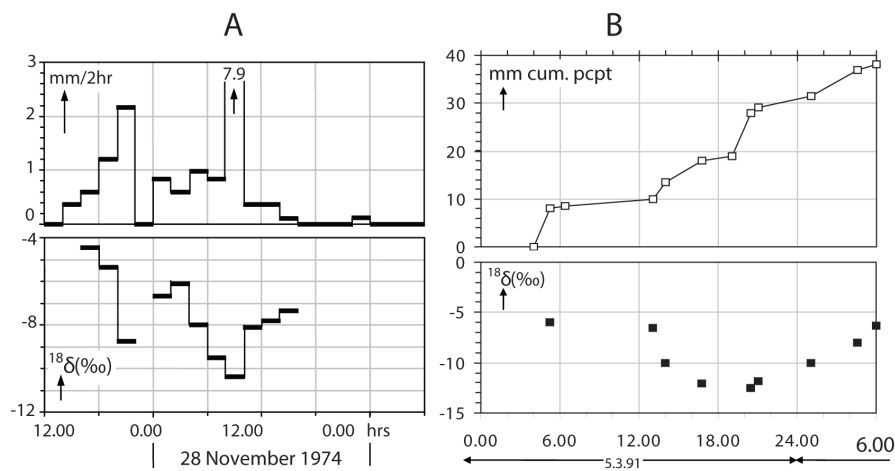 A
B
3
mm/2hr
7.9
2
1
0
-4
-8
-12
18δ(‰)
12.00 0.00 12.00 0.00 hrs
28 November 1974
40
mm cum. pcpt
30
20
10
0
0
18δ(‰)
-5
-10
-15
0.00 6.00 12.00 18.00 24.00 6.00
5.3.91